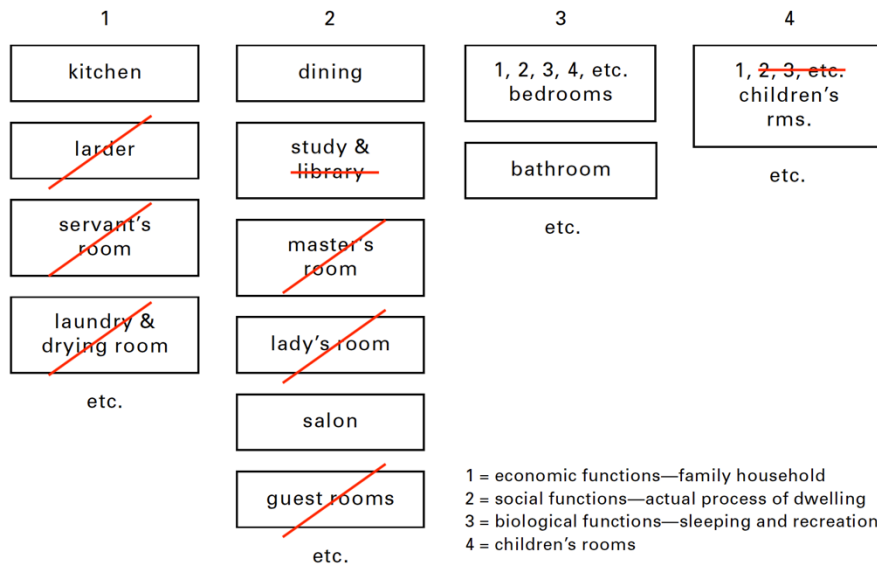 1
kitchen
larder
servant's
room
laundry &
drying room
etc.
2
dining
study &
library
master's
room
lady's room
salon
guest rooms
etc.
3
1, 2, 3, 4, etc.
bedrooms
bathroom
etc.
4
1, 2, 3, etc.
children's
rms.
etc.
1 = economic functions—family household
2 = social functions—actual process of dwelling
3 = biological functions—sleeping and recreation
4 = children's rooms